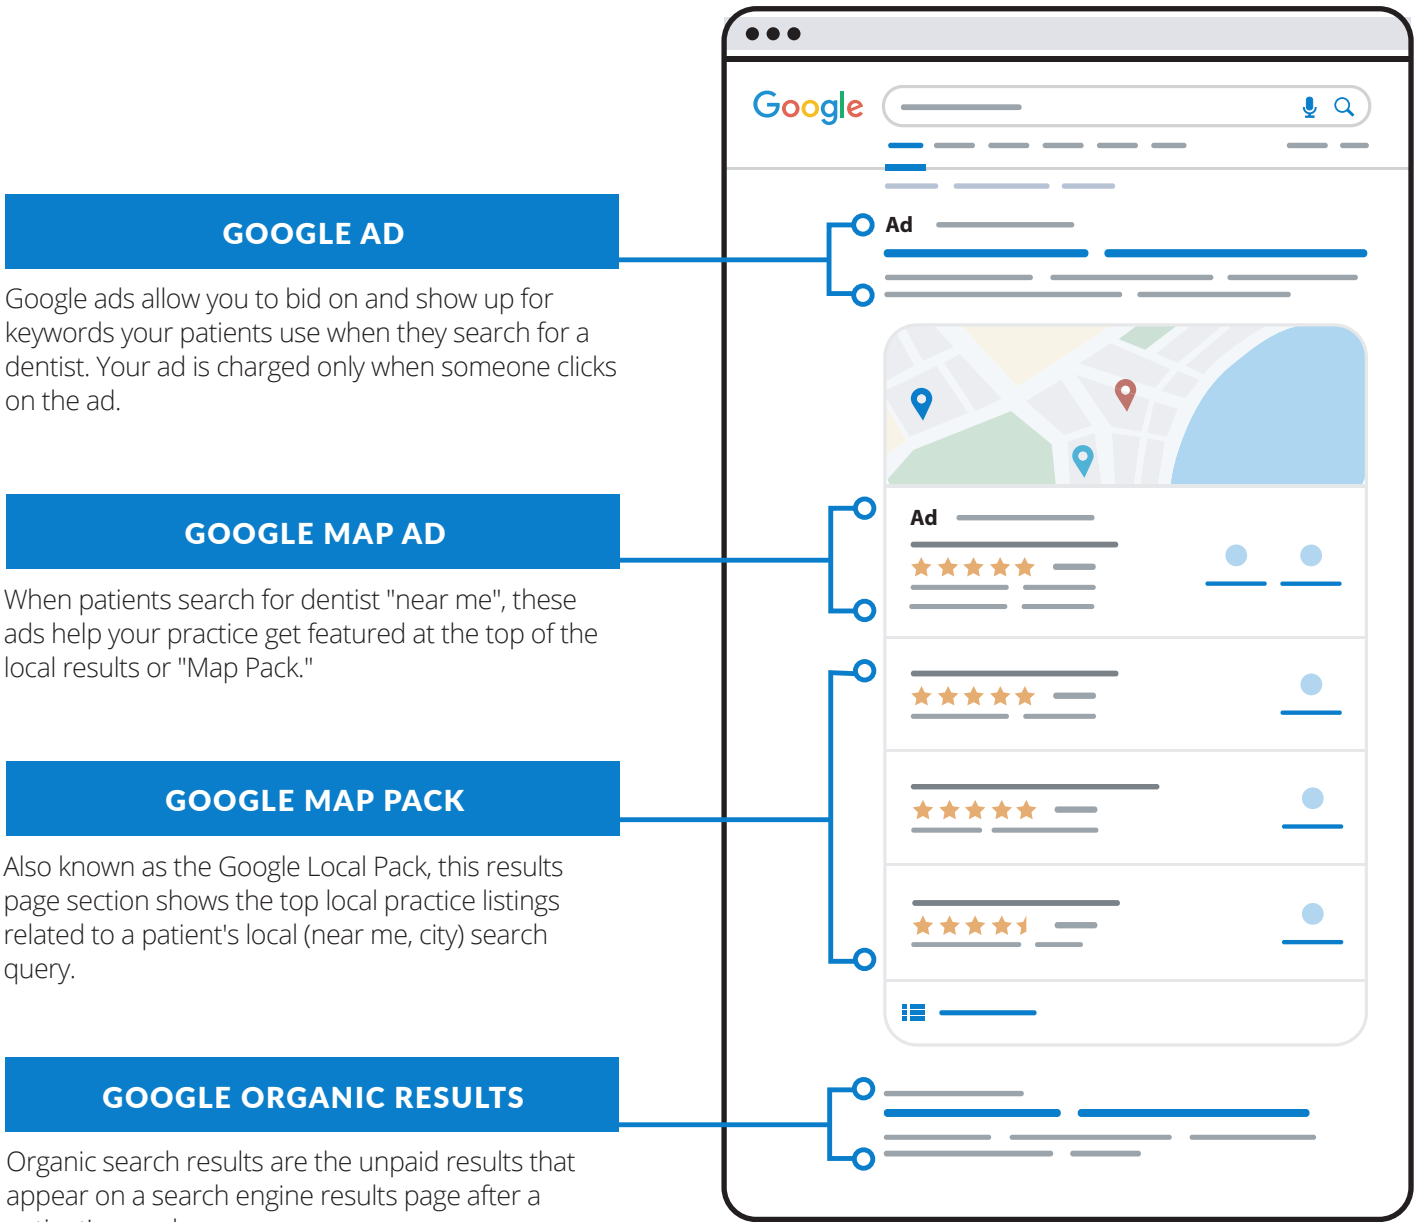 Google
GOOGLE AD
Ad
Google ads allow you to bid on and show up for
keywords your patients use when they search for a
dentist. Your ad is charged only when someone clicks
on the ad.
GOOGLE MAP AD
Ad
When patients search for dentist "near me", these
ads help your practice get featured at the top of the
local results or "Map Pack."
GOOGLE MAP PACK
Also known as the Google Local Pack, this results
page section shows the top local practice listings
related to a patient's local (near me, city) search
query.
GOOGLE ORGANIC RESULTS
Organic search results are the unpaid results that
appear on a search engine results page after a